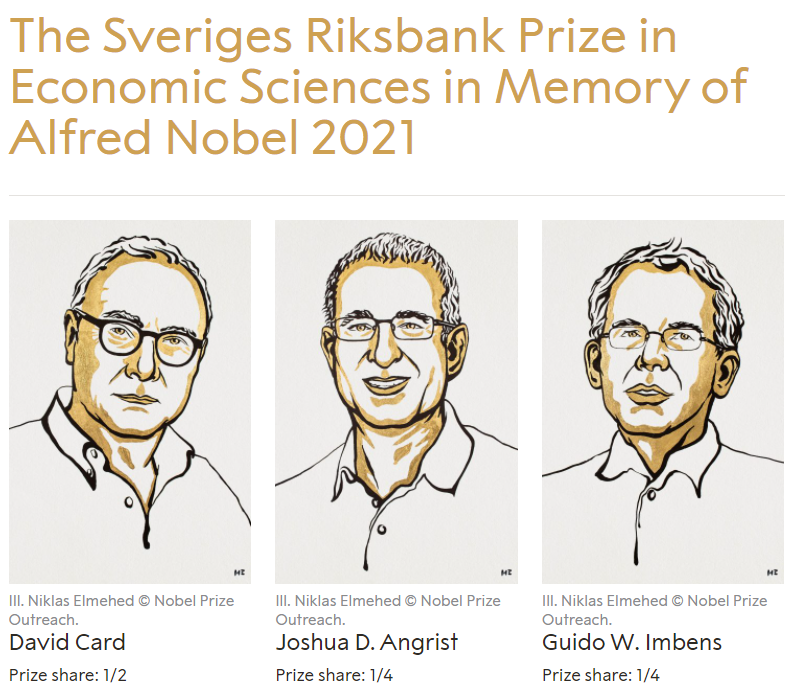 The Sveriges Riksbank Prize in
Economic Sciences in Memory of
Alfred Nobel 2021
Ill. Niklas Elmehed © Nobel Prize
Outreach.
David Card
Prize share: 1/2
Ill. Niklas Elmehed © Nobel Prize
Outreach.
Joshua D. Angrist
Prize share: 1/4
Ill. Niklas Elmehed © Nobel Prize
Outreach.
Guido W. Imbens
Prize share: 1/4